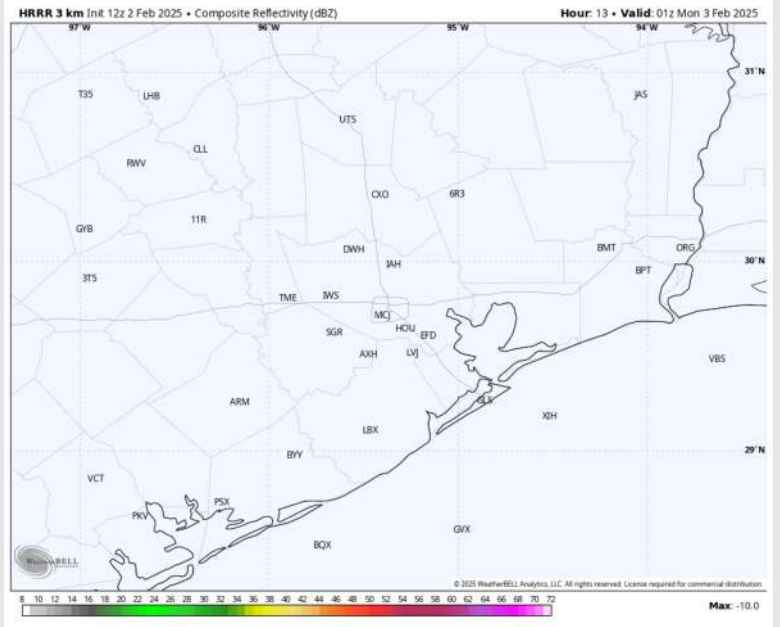 HRRR 3 km Init 12z 2 Feb 2025 • Composite Reflectivity (dBZ) Hour: 13 • Valid: 01z Mon 3 Feb 2025
97°W 96°W 95°W 94°W
31°N
T35 LHB JAS
UTS
CLL
RWV
CXO 6R3
11R
GYB
DWH BMT ORG
30°N
IAH BPT
3T5
TME IWS
MCJ
HOU
SGR EFD
AXH LVJ VBS
ARM GLS
XIH
LBX
29°N
BYY
VCT
PSX
PKV
GVX
BQX
WeatherBELL
© 2025 WeatherBELL Analytics, LLC. All rights reserved. License required for commercial distribution.
8 10 12 14 16 18 20 22 24 26 28 30 32 34 36 38 40 42 44 46 48 50 52 54 56 58 60 62 64 66 68 70 72 Max: -10.0